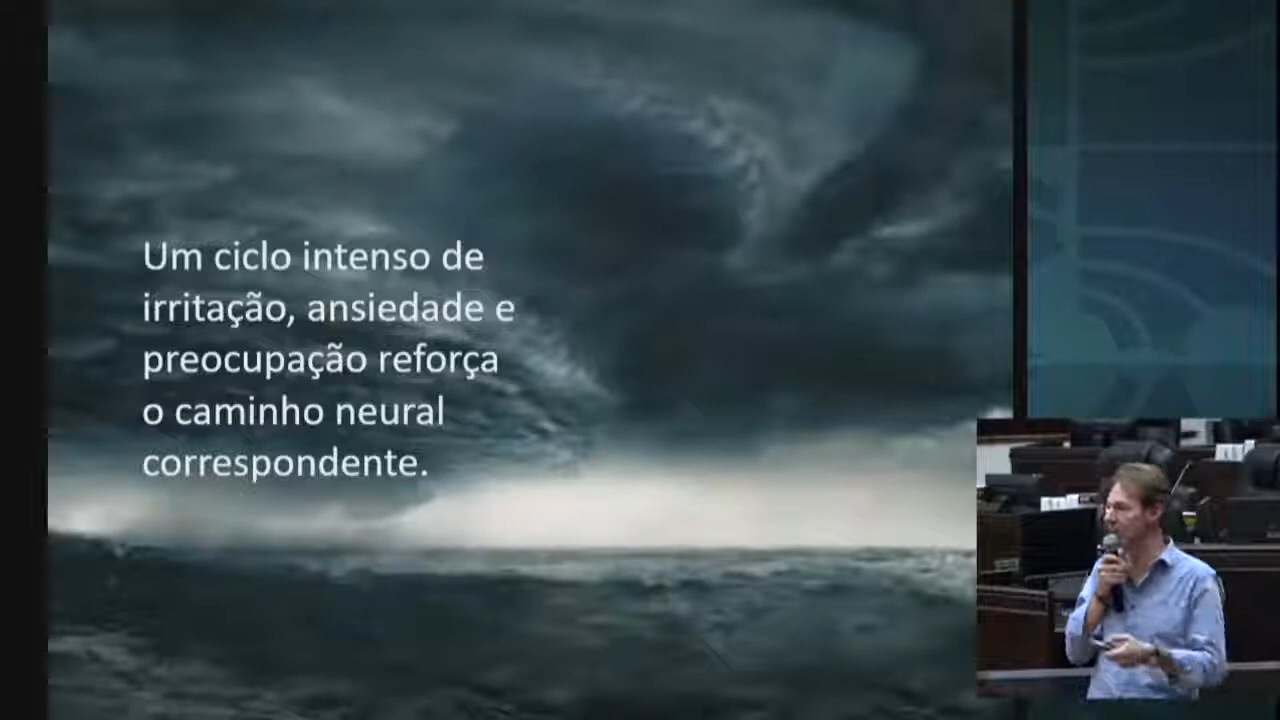 Um ciclo intenso de
irritação, ansiedade e
preocupação reforça
o caminho neural
correspondente.